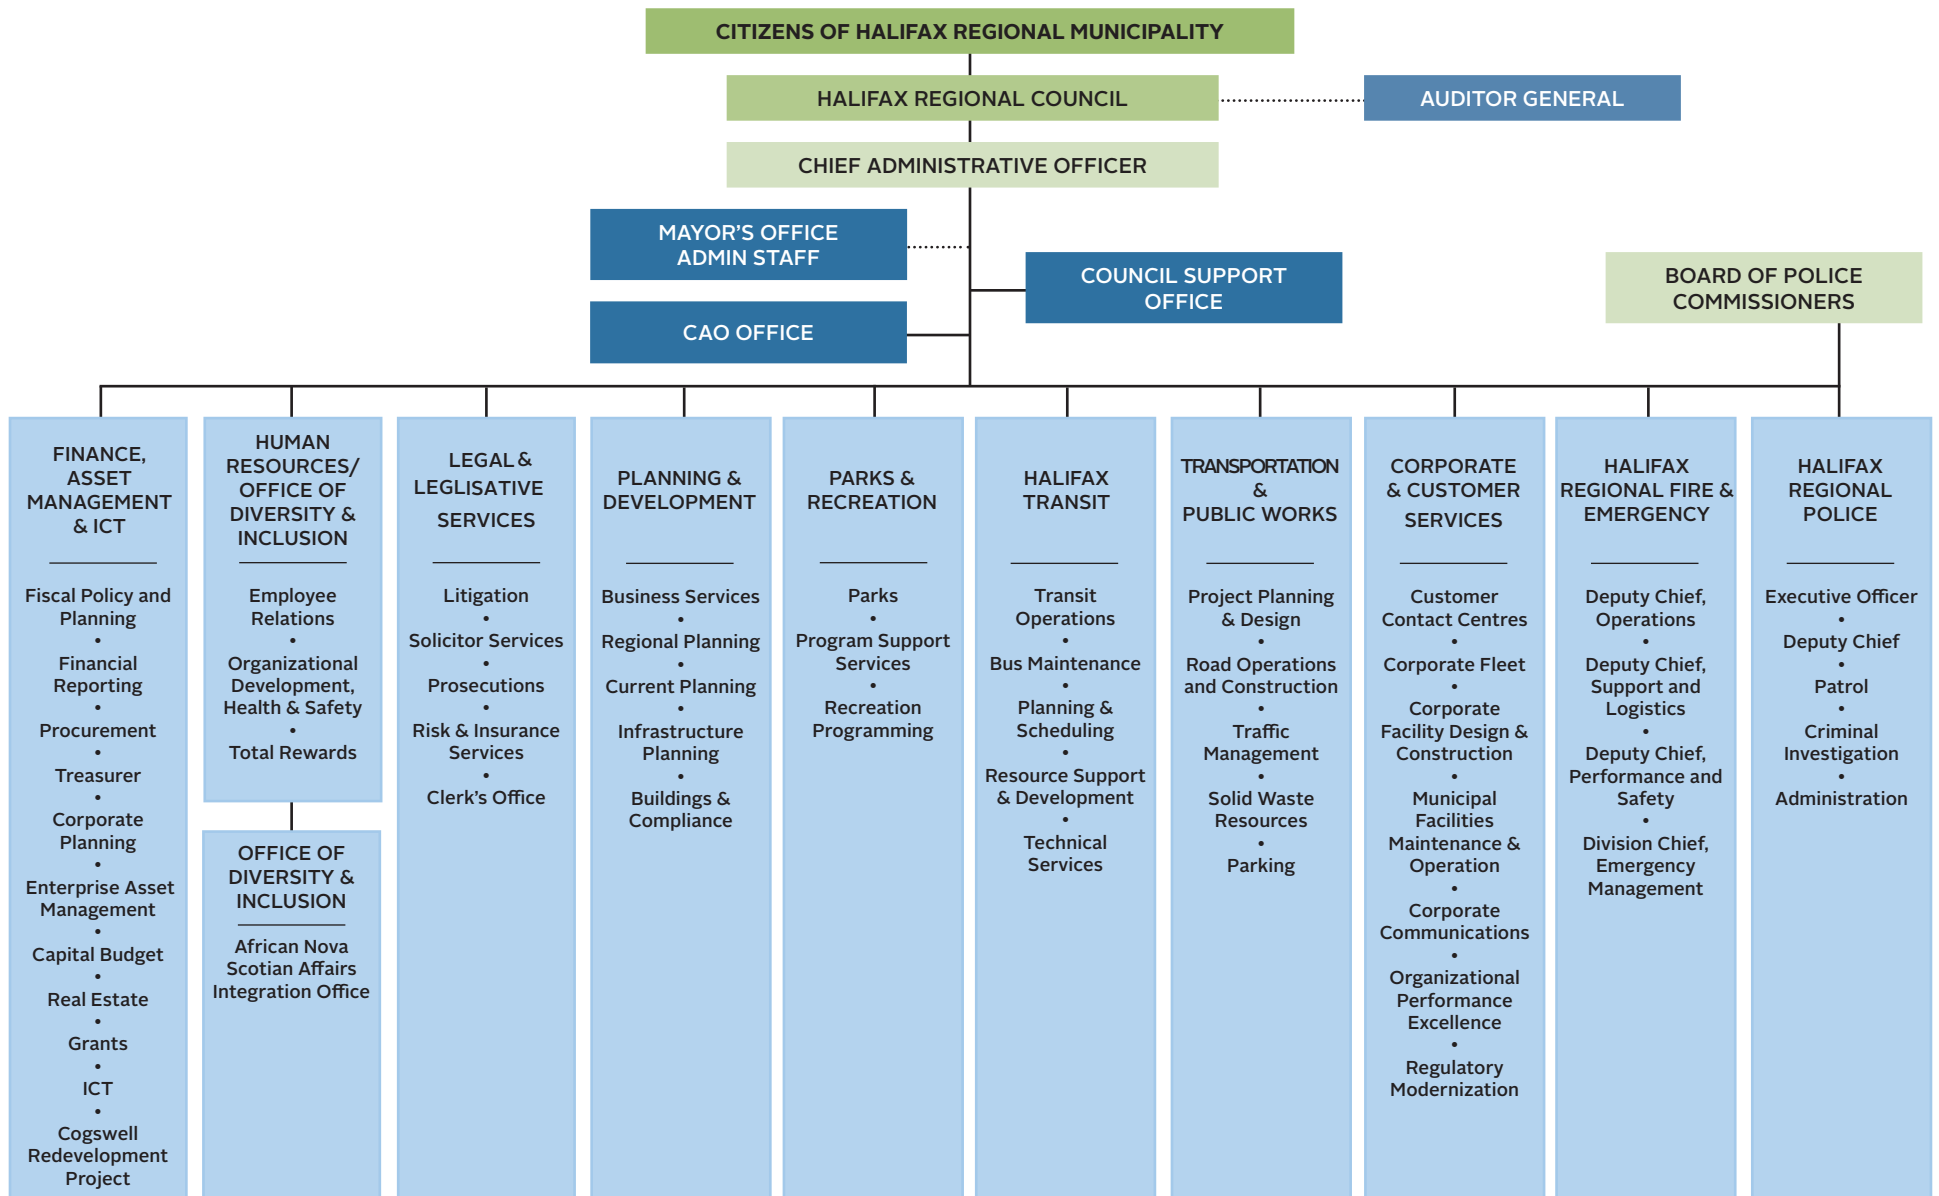 CITIZENS OF HALIFAX REGIONAL MUNICIPALITY
HALIFAX REGIONAL COUNCIL
AUDITOR GENERAL
CHIEF ADMINISTRATIVE OFFICER
MAYOR'S OFFICE
ADMIN STAFF
COUNCIL SUPPORT
OFFICE
BOARD OF POLICE
COMMISSIONERS
CAO OFFICE
FINANCE,
ASSET
MANAGEMENT
& ICT
Fiscal Policy and
Planning
•
Financial
Reporting
•
Procurement
•
Treasurer
•
Corporate
Planning
•
Enterprise Asset
Management
•
Capital Budget
•
Real Estate
•
Grants
•
ICT
•
Cogswell
Redevelopment
Project
HUMAN
RESOURCES/
OFFICE OF
DIVERSITY &
INCLUSION
Employee
Relations
•
Organizational
Development,
Health & Safety
•
Total Rewards
OFFICE OF
DIVERSITY &
INCLUSION
African Nova
Scotian Affairs
Integration Office
LEGAL &
LEGLISATIVE
SERVICES
Litigation
•
Solicitor Services
•
Prosecutions
•
Risk & Insurance
Services
•
Clerk's Office
PLANNING &
DEVELOPMENT
Business Services
•
Regional Planning
•
Current Planning
•
Infrastructure
Planning
•
Buildings &
Compliance
PARKS &
RECREATION
Parks
•
Program Support
Services
•
Recreation
Programming
HALIFAX
TRANSIT
Transit
Operations
•
Bus Maintenance
•
Planning &
Scheduling
•
Resource Support
& Development
•
Technical
Services
TRANSPORTATION
&
PUBLIC WORKS
Project Planning
& Design
•
Road Operations
and Construction
•
Traffic
Management
•
Solid Waste
Resources
•
Parking
CORPORATE
& CUSTOMER
SERVICES
Customer
Contact Centres
•
Corporate Fleet
•
Corporate
Facility Design &
Construction
•
Municipal
Facilities
Maintenance &
Operation
•
Corporate
Communications
•
Organizational
Performance
Excellence
•
Regulatory
Modernization
HALIFAX
REGIONAL FIRE &
EMERGENCY
Deputy Chief,
Operations
•
Deputy Chief,
Support and
Logistics
•
Deputy Chief,
Performance and
Safety
•
Division Chief,
Emergency
Management
HALIFAX
REGIONAL
POLICE
Executive Officer
•
Deputy Chief
•
Patrol
•
Criminal
Investigation
•
Administration